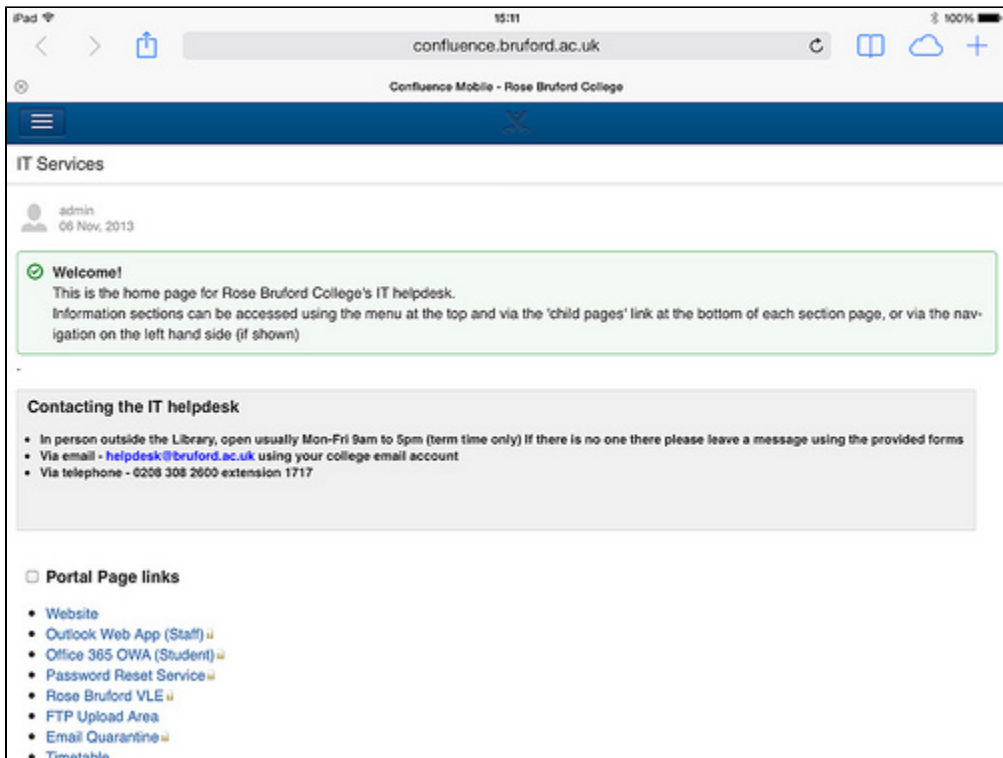 iPad 15:11 100%
confluence.bruford.ac.uk
Confluence Mobile - Rose Bruford College
IT Services
admin
06 Nov, 2013
Welcome!
This is the home page for Rose Bruford College's IT helpdesk.
Information sections can be accessed using the menu at the top and via the 'child pages' link at the bottom of each section page, or via the nav-
igation on the left hand side (if shown)
-
Contacting the IT helpdesk
• In person outside the Library, open usually Mon-Fri 9am to 5pm (term time only) If there is no one there please leave a message using the provided forms
• Via email - helpdesk@bruford.ac.uk using your college email account
• Via telephone - 0208 308 2600 extension 1717
Portal Page links
• Website
• Outlook Web App (Staff)
• Office 365 OWA (Student)
• Password Reset Service
• Rose Bruford VLE
• FTP Upload Area
• Email Quarantine
• Timetable